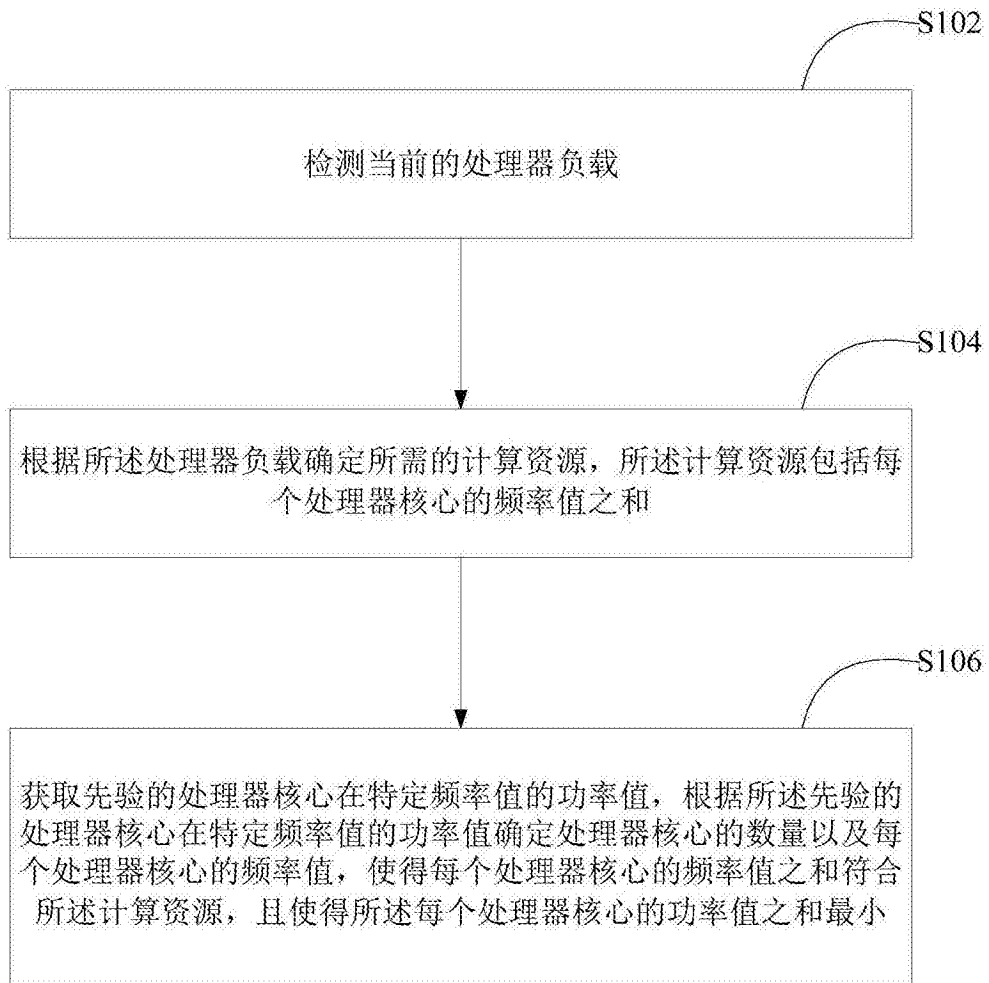 S102
检测当前的处理器负载
S104
根据所述处理器负载确定所需的计算资源，所述计算资源包括每
个处理器核心的频率值之和
S106
获取先验的处理器核心在特定频率值的功率值，根据所述先验的
处理器核心在特定频率值的功率值确定处理器核心的数量以及每
个处理器核心的频率值，使得每个处理器核心的频率值之和符合
所述计算资源，且使得所述每个处理器核心的功率值之和最小